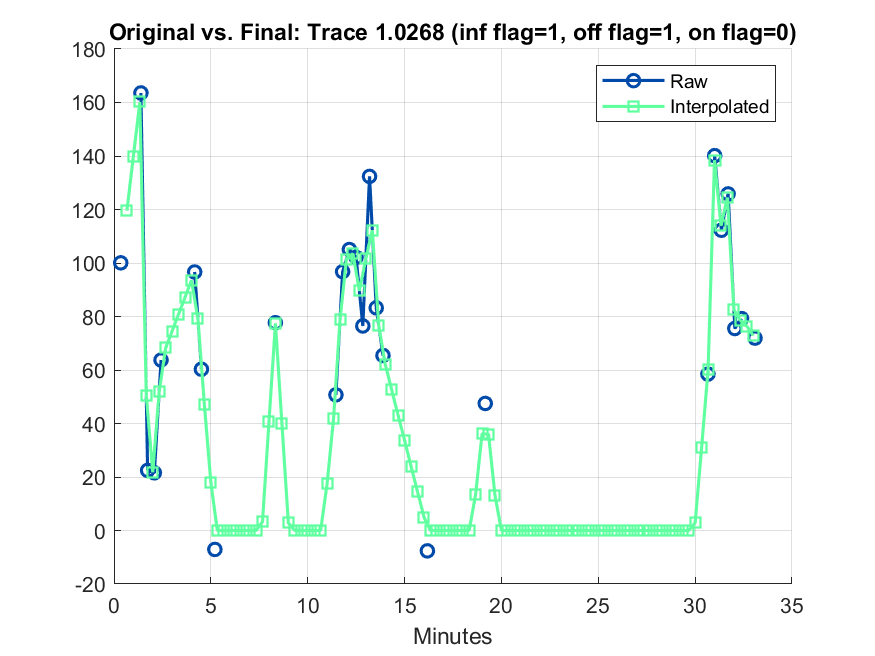 Original vs. Final: Trace 1.0268 (inf flag=1, off flag=1, on flag=0)
180
160
140
120
100
80
60
40
20
0
-20
Raw
Interpolated
0 5 10 15 20 25 30 35
Minutes